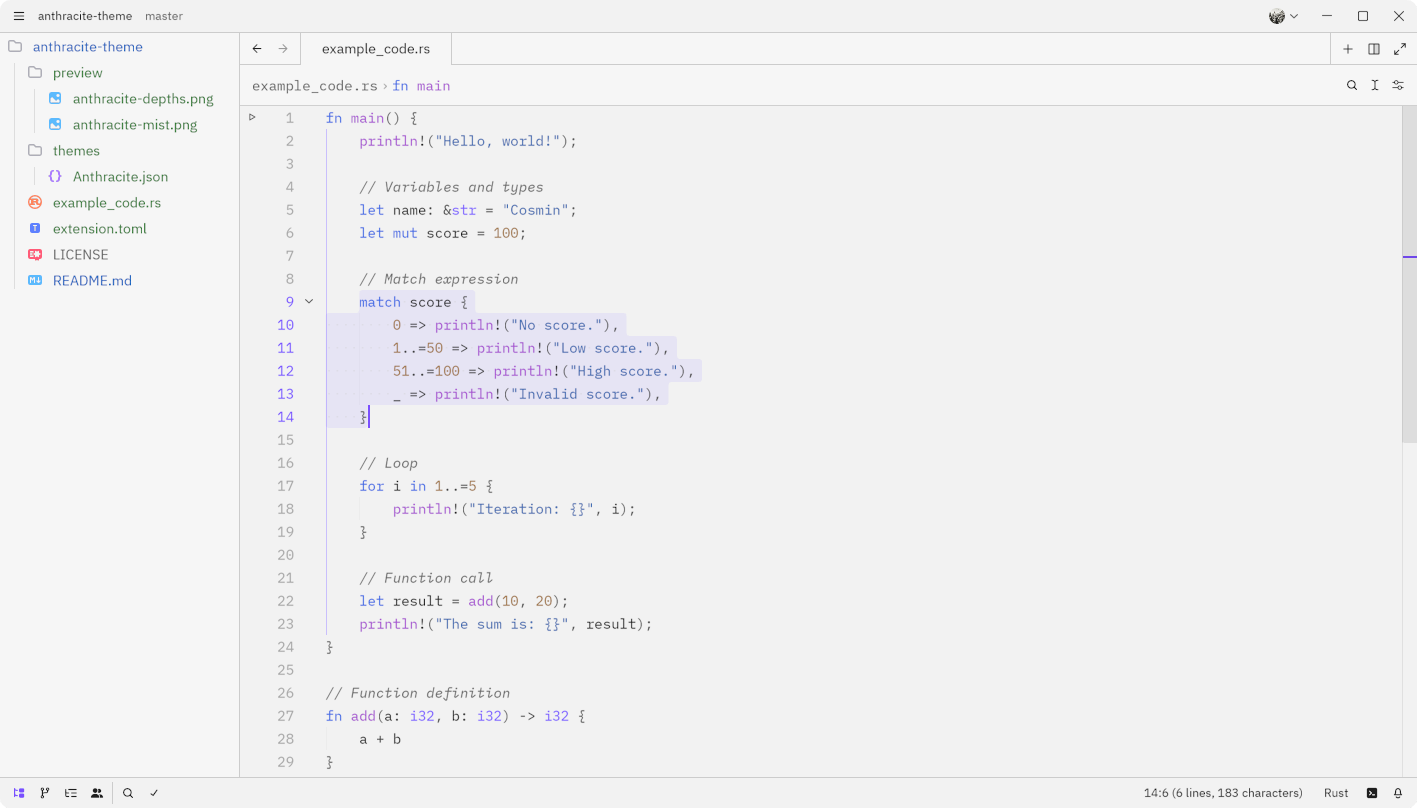 anthracite-theme master
anthracite-theme
preview
anthracite-depths.png
anthracite-mist.png
themes
{} Anthracite.json
example_code.rs
T extension.toml
LICENSE
README.md
example_code.rs
example_code.rs › fn main
1 fn main() {
2     println!("Hello, world!");
3
4     // Variables and types
5     let name: &str = "Cosmin";
6     let mut score = 100;
7
8     // Match expression
9     match score {
10         0 => println!("No score."),
11         1..=50 => println!("Low score."),
12         51..=100 => println!("High score."),
13         _ => println!("Invalid score."),
14     }
15
16     // Loop
17     for i in 1..=5 {
18         println!("Iteration: {}", i);
19     }
20
21     // Function call
22     let result = add(10, 20);
23     println!("The sum is: {}", result);
24 }
25
26 // Function definition
27 fn add(a: i32, b: i32) -> i32 {
28     a + b
29 }
14:6 (6 lines, 183 characters) Rust